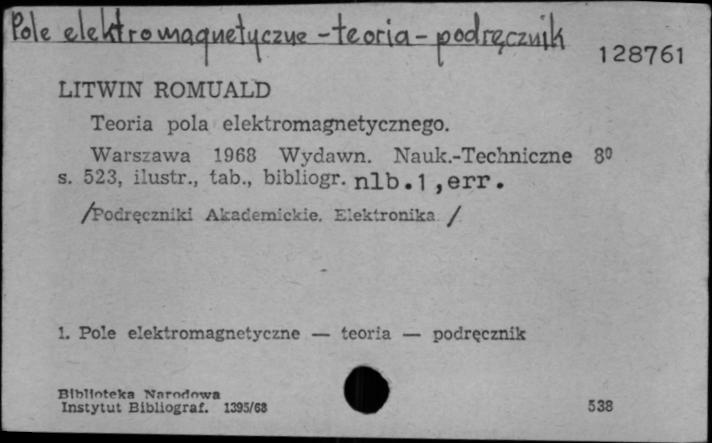 Pole elektromagnetyczne - teoria - podręcznik
128761
LITWIN ROMUALD
Teoria pola elektromagnetycznego.
Warszawa 1968 Wydawn. Nauk.-Techniczne 8⁰
s. 523, ilustr., tab., bibliogr. nlb.1 ,err.
/Podręczniki Akademickie. Elektronika /
1. Pole elektromagnetyczne — teoria — podręcznik
Biblioteka Narodowa
Instytut Bibliograf. 1395/68
538